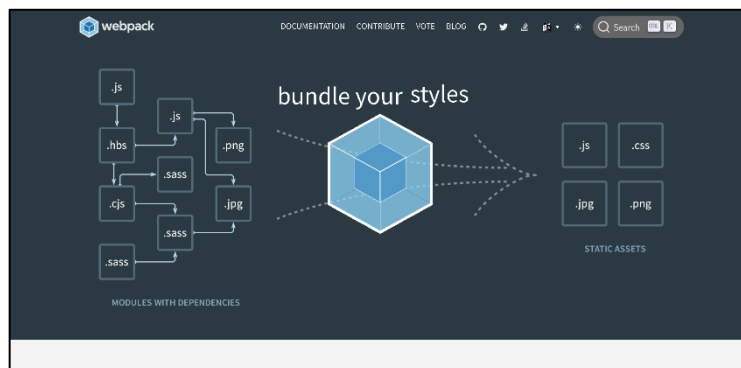 webpack
DOCUMENTATION CONTRIBUTE VOTE BLOG Search CTRL K
bundle your styles
.js
.js
.hbs
.png
.sass
.cjs
.jpg
.sass
.sass
MODULES WITH DEPENDENCIES
.js .css
.jpg .png
STATIC ASSETS